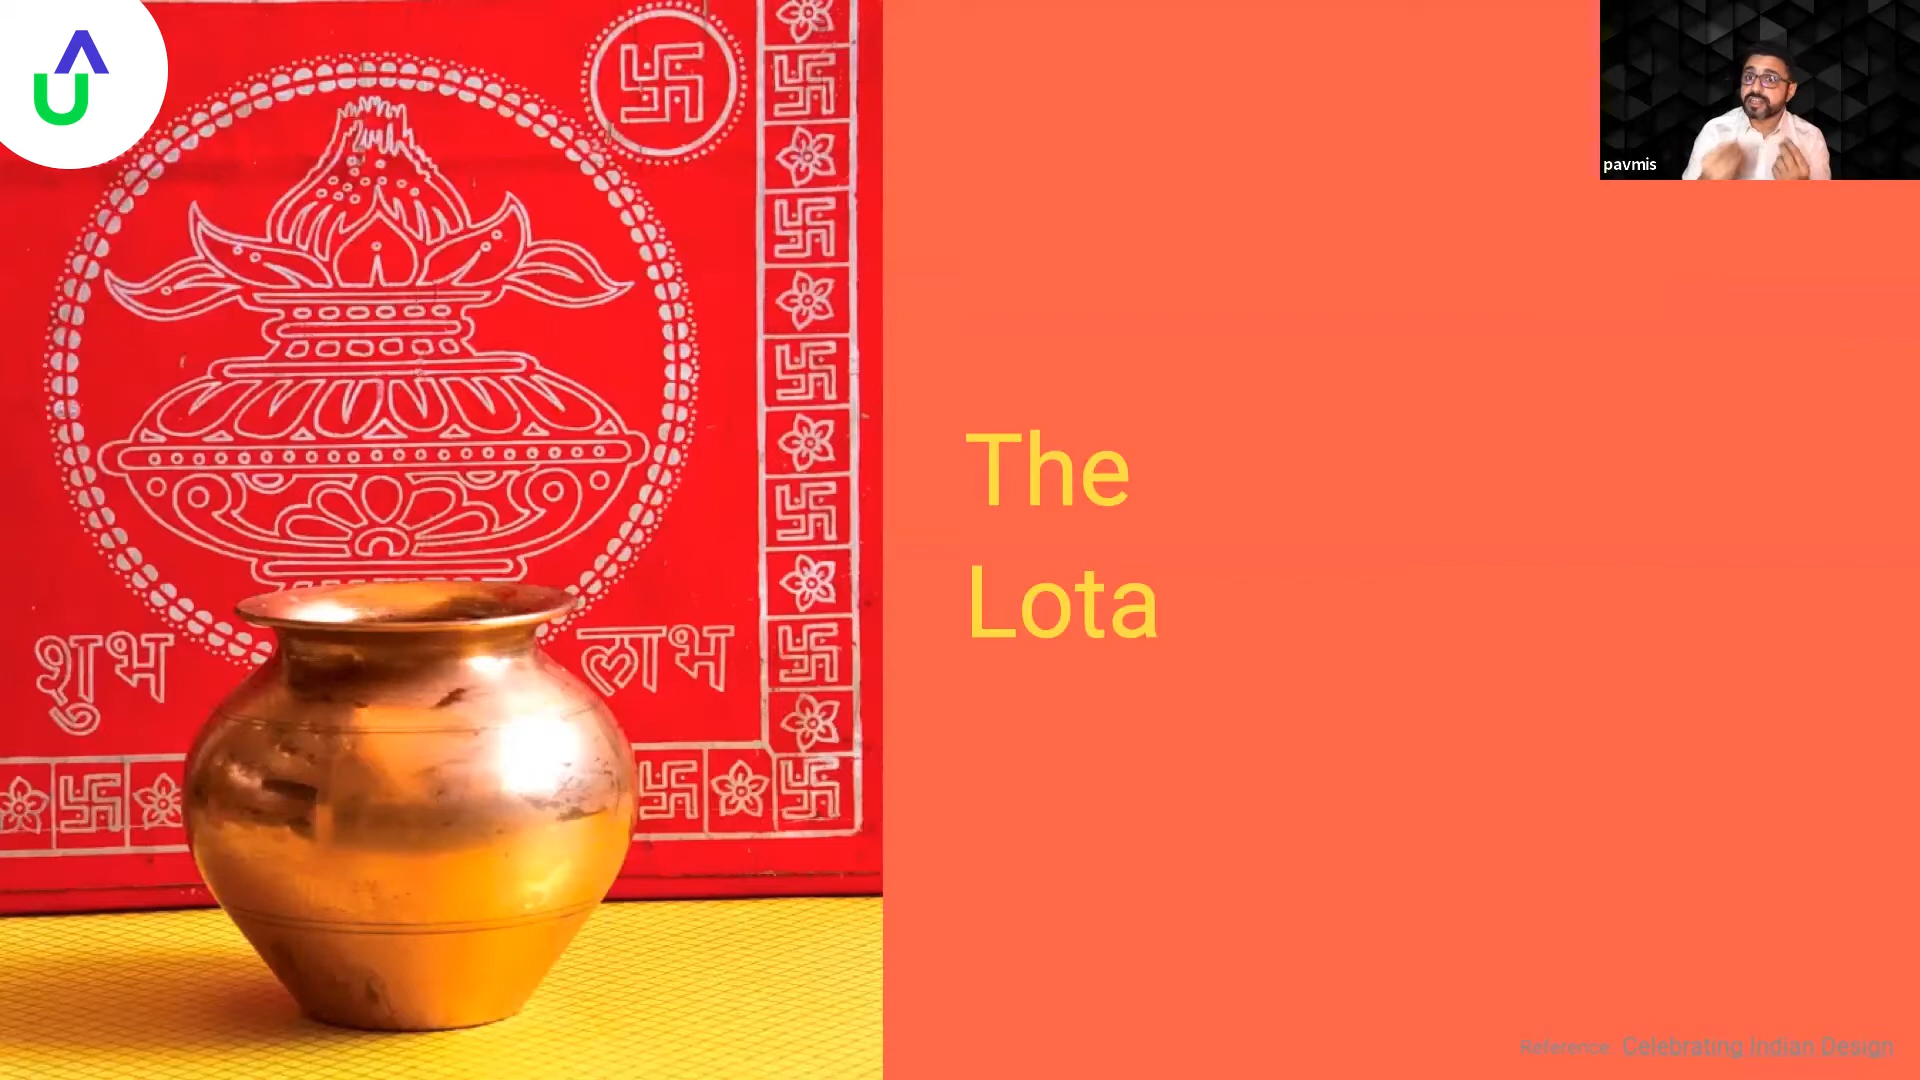 शुभ
लाभ
The
Lota
pavmis
Reference: Celebrating Indian Design